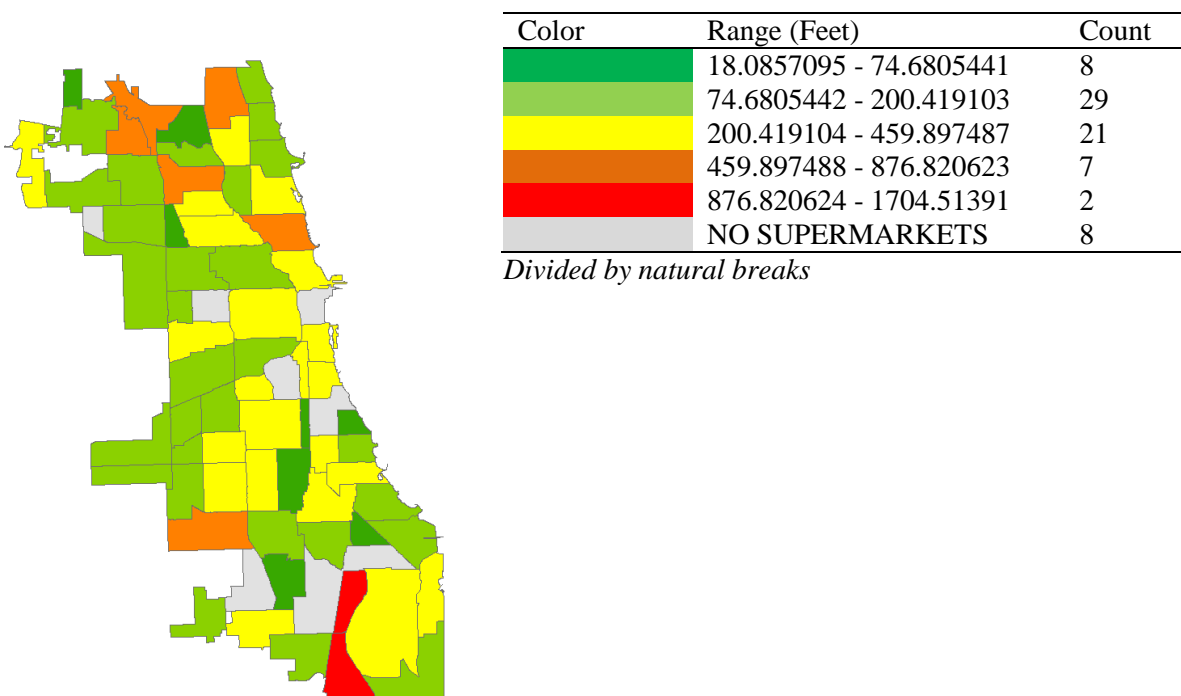 Color Range (Feet) Count
18.0857095 - 74.6805441 8
74.6805442 - 200.419103 29
200.419104 - 459.897487 21
459.897488 - 876.820623 7
876.820624 - 1704.51391 2
NO SUPERMARKETS 8
Divided by natural breaks